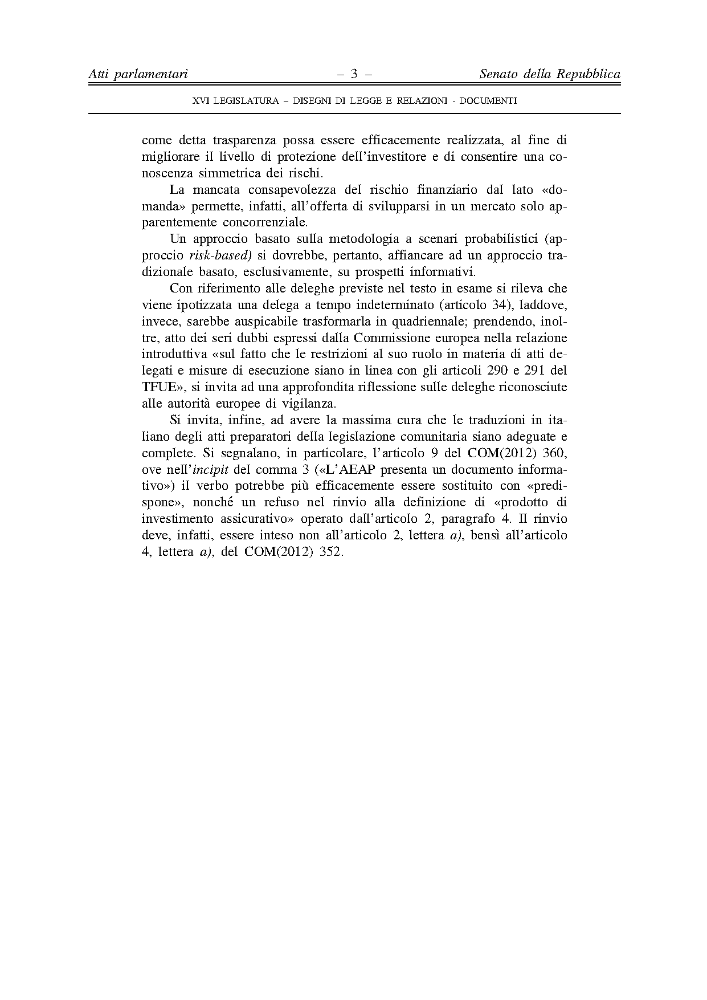 Atti parlamentari – 3 – Senato della Repubblica
XVI LEGISLATURA – DISEGNI DI LEGGE E RELAZIONI - DOCUMENTI
come detta trasparenza possa essere efficacemente realizzata, al fine di
migliorare il livello di protezione dell’investitore e di consentire una co-
noscenza simmetrica dei rischi.
La mancata consapevolezza del rischio finanziario dal lato «do-
manda» permette, infatti, all’offerta di svilupparsi in un mercato solo ap-
parentemente concorrenziale.
Un approccio basato sulla metodologia a scenari probabilistici (ap-
proccio risk-based) si dovrebbe, pertanto, affiancare ad un approccio tra-
dizionale basato, esclusivamente, su prospetti informativi.
Con riferimento alle deleghe previste nel testo in esame si rileva che
viene ipotizzata una delega a tempo indeterminato (articolo 34), laddove,
invece, sarebbe auspicabile trasformarla in quadriennale; prendendo, inol-
tre, atto dei seri dubbi espressi dalla Commissione europea nella relazione
introduttiva «sul fatto che le restrizioni al suo ruolo in materia di atti de-
legati e misure di esecuzione siano in linea con gli articoli 290 e 291 del
TFUE», si invita ad una approfondita riflessione sulle deleghe riconosciute
alle autorità europee di vigilanza.
Si invita, infine, ad avere la massima cura che le traduzioni in ita-
liano degli atti preparatori della legislazione comunitaria siano adeguate e
complete. Si segnalano, in particolare, l’articolo 9 del COM(2012) 360,
ove nell’incipit del comma 3 («L’AEAP presenta un documento informa-
tivo») il verbo potrebbe più efficacemente essere sostituito con «predi-
spone», nonché un refuso nel rinvio alla definizione di «prodotto di
investimento assicurativo» operato dall’articolo 2, paragrafo 4. Il rinvio
deve, infatti, essere inteso non all’articolo 2, lettera a), bensì all’articolo
4, lettera a), del COM(2012) 352.